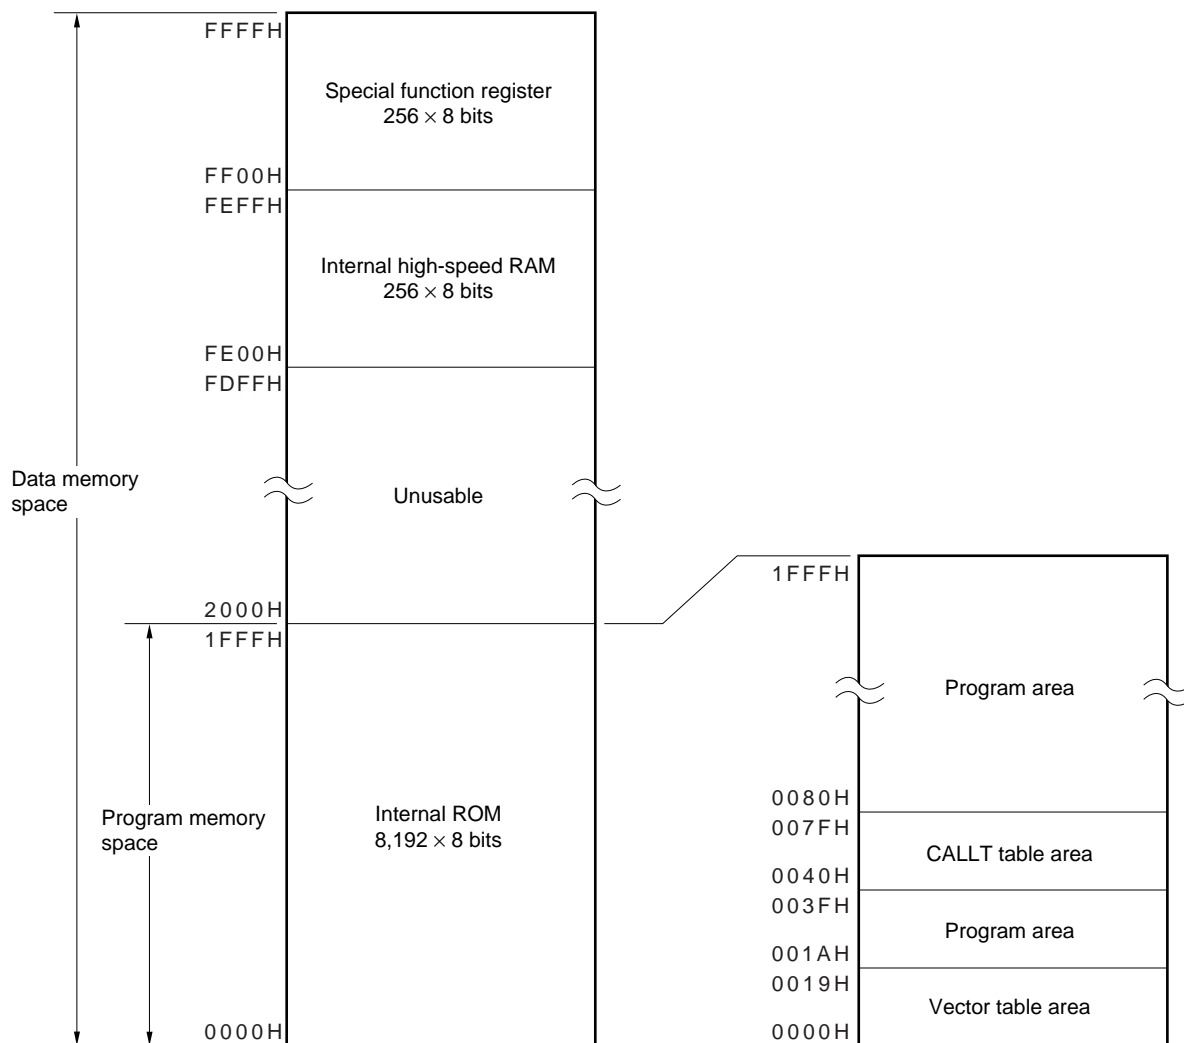 FFFFH
Special function register
256 × 8 bits
FF00H
FEFFH
Internal high-speed RAM
256 × 8 bits
FE00H
FDFFH
Data memory
space
Unusable
2000H
1FFFH
Program memory
space
Internal ROM
8,192 × 8 bits
0000H
1FFFH
Program area
0080H
007FH
CALLT table area
0040H
003FH
Program area
001AH
0019H
Vector table area
0000H